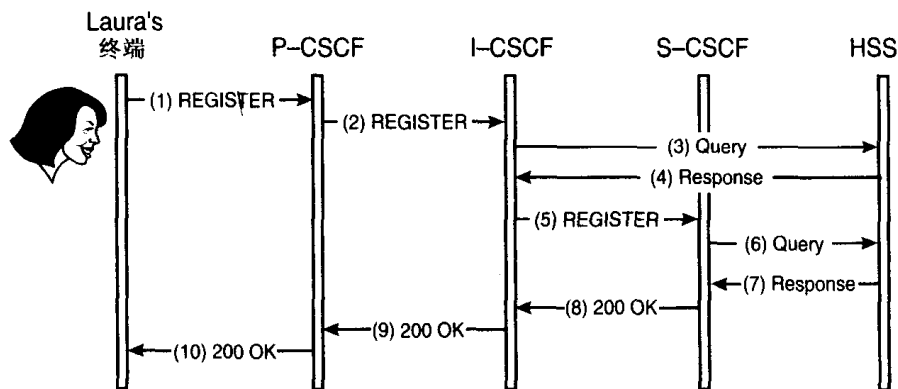 Laura's
终端
P–CSCF
I–CSCF
S–CSCF
HSS
(1) REGISTER
(2) REGISTER
(3) Query
(4) Response
(5) REGISTER
(6) Query
(7) Response
(8) 200 OK
(9) 200 OK
(10) 200 OK